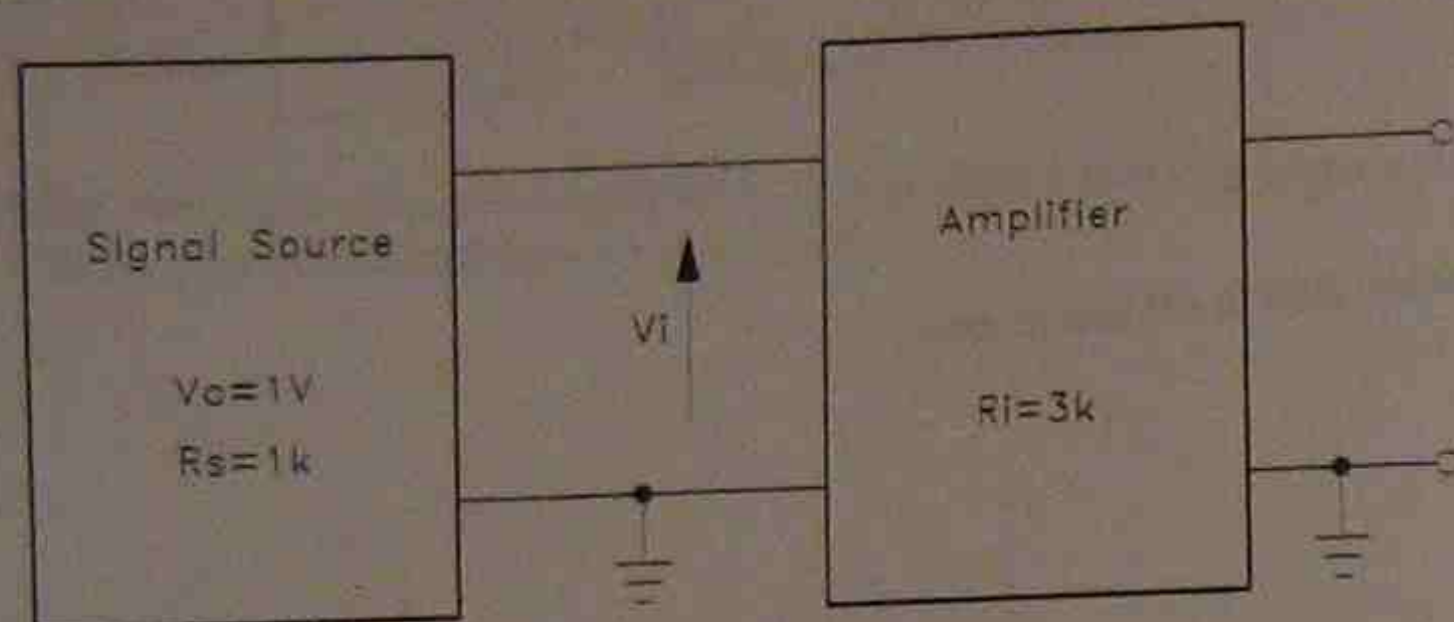 Signal Source
Vo=1V
Rs=1k
Vi
Amplifier
Ri=3k